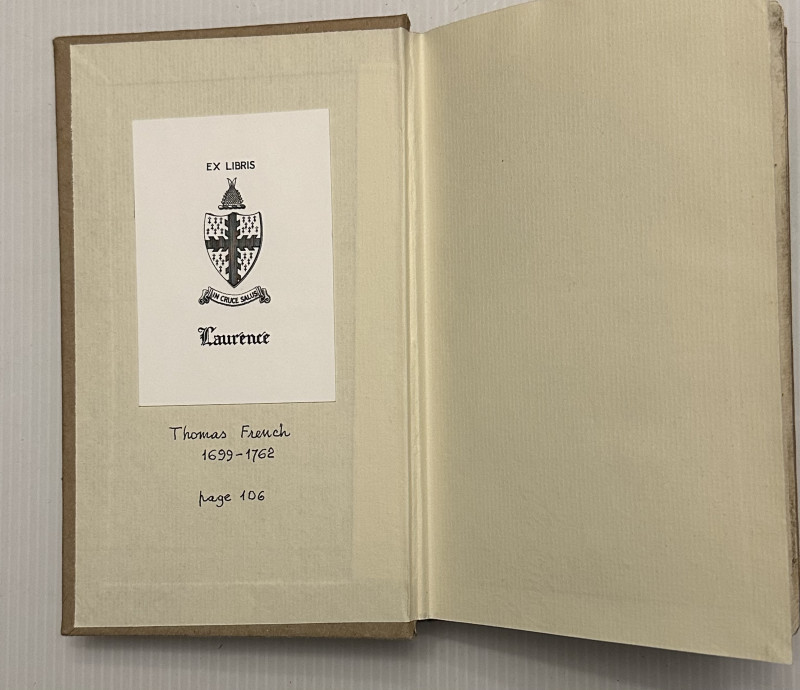 EX LIBRIS
IN CRUCE SALUS
Laurence
Thomas French
1699-1762
page 106